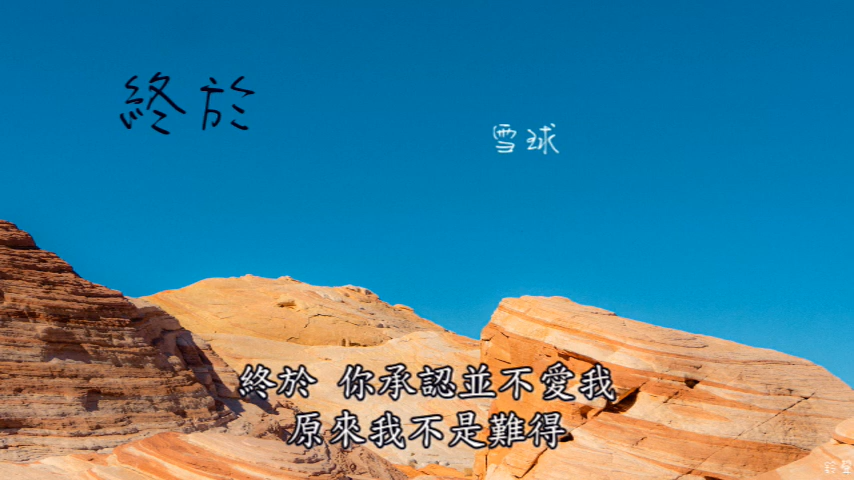 終於
雪球
終於 你承認並不愛我
原來我不是難得